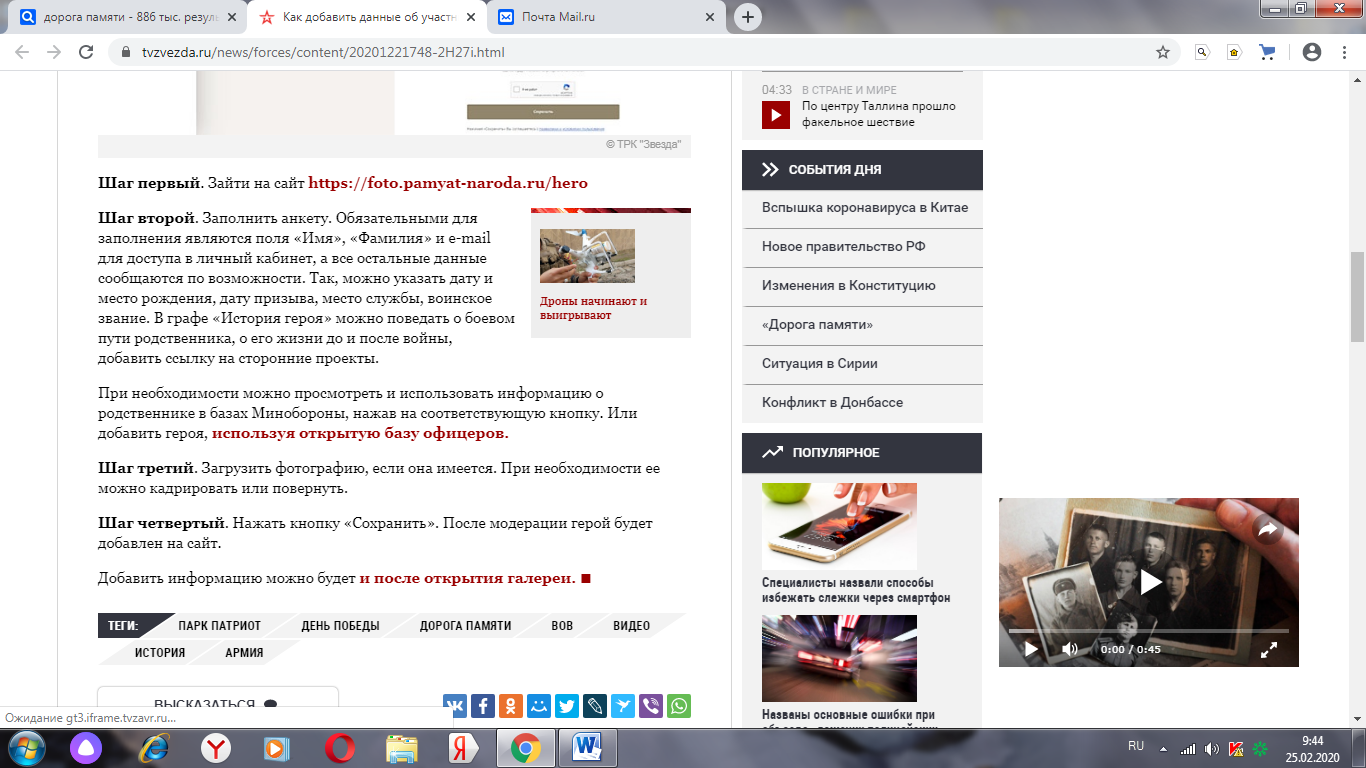 дорога памяти - 886 тыс. резуль
Как добавить данные об участн
Почта Mail.ru
tvzvezda.ru/news/forces/content/20201221748-2H27i.html
Сохранить
© ТРК "Звезда"
Шаг первый. Зайти на сайт https://foto.pamyat-naroda.ru/hero
Шаг второй. Заполнить анкету. Обязательными для
заполнения являются поля «Имя», «Фамилия» и e-mail
для доступа в личный кабинет, а все остальные данные
сообщаются по возможности. Так, можно указать дату и
место рождения, дату призыва, место службы, воинское
звание. В графе «История героя» можно поведать о боевом
пути родственника, о его жизни до и после войны,
добавить ссылку на сторонние проекты.
Дроны начинают и
выигрывают
При необходимости можно просмотреть и использовать информацию о
родственнике в базах Минобороны, нажав на соответствующую кнопку. Или
добавить героя, используя открытую базу офицеров.
Шаг третий. Загрузить фотографию, если она имеется. При необходимости ее
можно кадрировать или повернуть.
Шаг четвертый. Нажать кнопку «Сохранить». После модерации герой будет
добавлен на сайт.
Добавить информацию можно будет и после открытия галереи.
ТЕГИ: ПАРК ПАТРИОТ ДЕНЬ ПОБЕДЫ ДОРОГА ПАМЯТИ ВОВ ВИДЕО
ИСТОРИЯ АРМИЯ
ВЫСКАЗАТЬСЯ
Ожидание gt3.iframe.tvzavr.ru...
04:33 В СТРАНЕ И МИРЕ
По центру Таллина прошло
факельное шествие
СОБЫТИЯ ДНЯ
Вспышка коронавируса в Китае
Новое правительство РФ
Изменения в Конституцию
«Дорога памяти»
Ситуация в Сирии
Конфликт в Донбассе
ПОПУЛЯРНОЕ
Специалисты назвали способы
избежать слежки через смартфон
Названы основные ошибки при
0:00 / 0:45
RU
9:44
25.02.2020